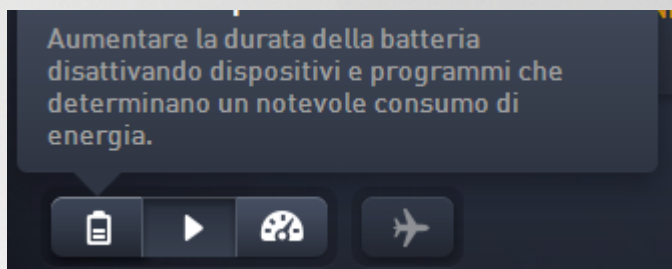 Aumentare la durata della batteria
disattivando dispositivi e programmi che
determinano un notevole consumo di
energia.